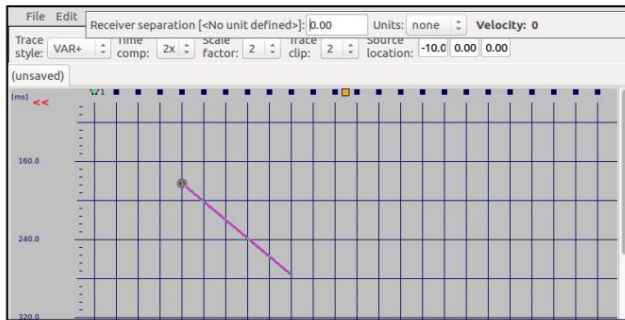 File Edit
Receiver separation [<No unit defined>]: 0.00 Units: none Velocity: 0
Trace style: VAR+ Time comp: 2x Scale factor: 2 Trace clip: 2 Source location: -10.0 0.00 0.00
(unsaved)
[ms] << 1
160.0
240.0
320.0